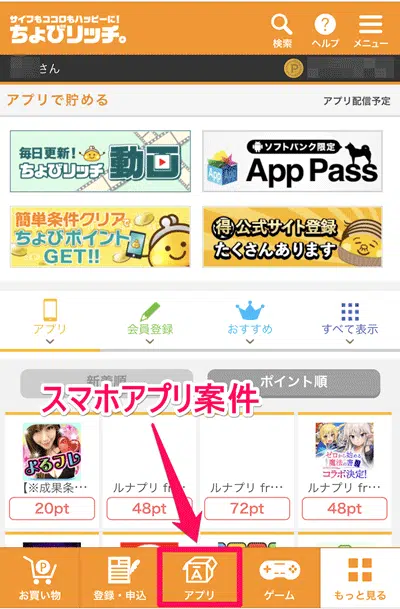 サイフもココロもハッピーに!
ちょびリッチ。
検索
ヘルプ
メニュー
さん
アプリで貯める
アプリ配信予定
毎日更新!
ちょびリッチ
動画
ソフトバンク限定
App Pass
簡単条件クリアで
ちょびポイント
GET!!
得 公式サイト登録
たくさんあります
アプリ
会員登録
おすすめ
すべて表示
新着順
ポイント順
スマホアプリ案件
よるフレ
ゼロから始める
魔法の書
コラボ決定!
【※成果条…
ルナプリ fr…
ルナプリ fr…
ルナプリ fr…
20pt
48pt
72pt
48pt
お買い物
登録・申込
アプリ
ゲーム
もっと見る